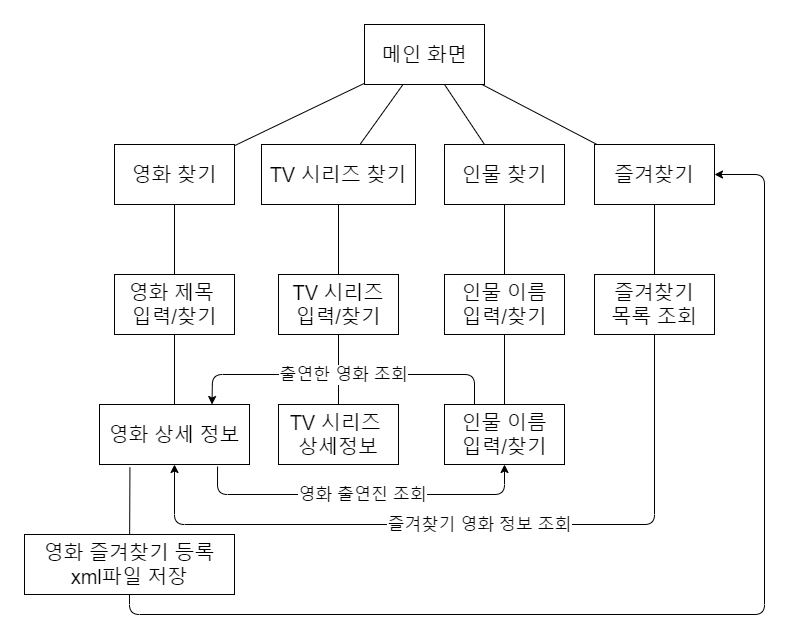 메인 화면
영화 찾기
TV 시리즈 찾기
인물 찾기
즐겨찾기
영화 제목
입력/찾기
TV 시리즈
입력/찾기
인물 이름
입력/찾기
즐겨찾기
목록 조회
출연한 영화 조회
영화 상세 정보
TV 시리즈
상세정보
인물 이름
입력/찾기
영화 출연진 조회
즐겨찾기 영화 정보 조회
영화 즐겨찾기 등록
xml파일 저장